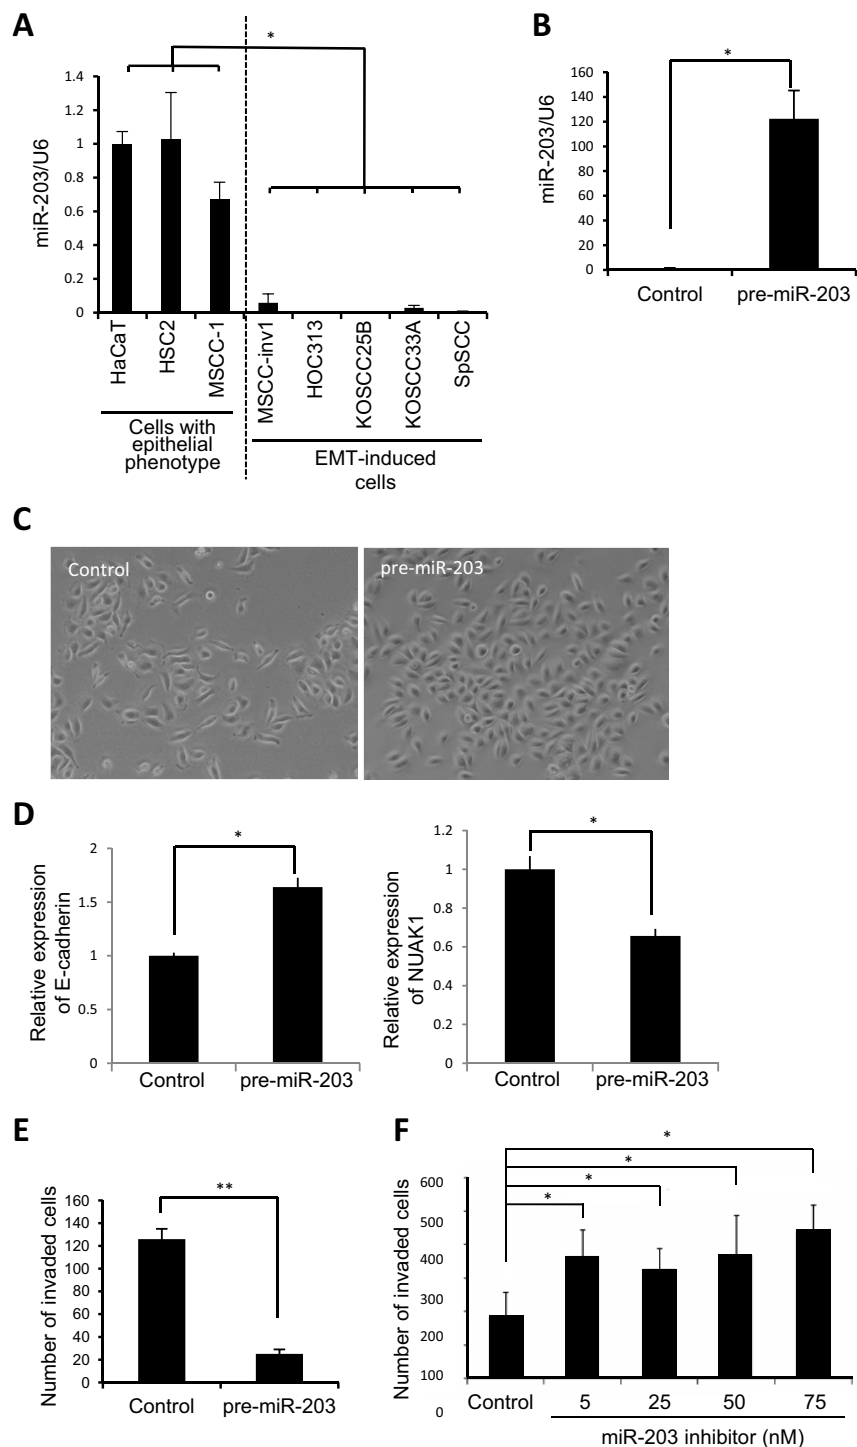 A
*
miR-203/U6
1.4
1.2
1
0.8
0.6
0.4
0.2
0
HaCaT
HSC2
MSCC-1
MSCC-inv1
HOC313
KOSCC25B
KOSCC33A
SpSCC
Cells with
epithelial
phenotype
EMT-induced
cells
B
*
miR-203/U6
160
140
120
100
80
60
40
20
0
Control
pre-miR-203
C
Control
pre-miR-203
D
*
Relative expression
of E-cadherin
2
1.5
1
0.5
0
Control
pre-miR-203
*
Relative expression
of NUAK1
1.2
1
0.8
0.6
0.4
0.2
0
Control
pre-miR-203
E
**
Number of invaded cells
160
140
120
100
80
60
40
20
0
Control
pre-miR-203
F
*
*
*
*
Number of invaded cells
600
500
400
300
200
100
0
Control
5
25
50
75
miR-203 inhibitor (nM)